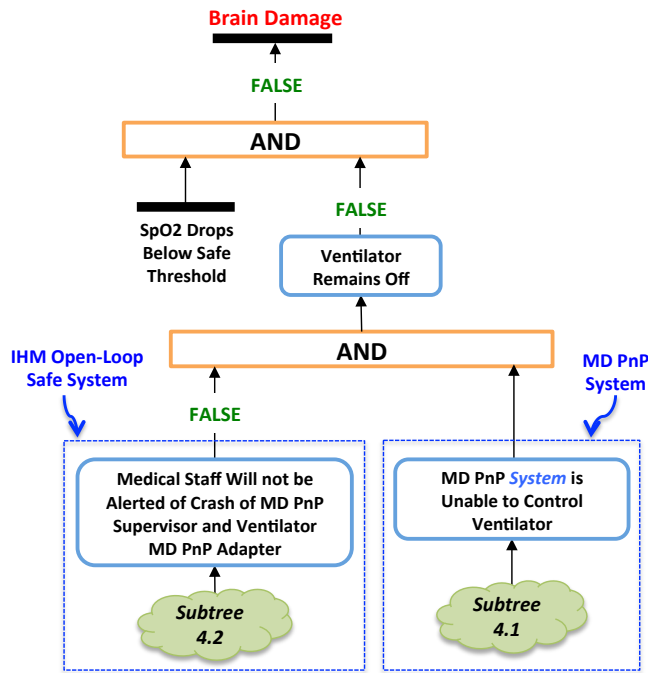 Brain Damage
FALSE
AND
SpO2 Drops
Below Safe
Threshold
FALSE
Ventilator
Remains Off
AND
IHM Open-Loop
Safe System
MD PnP
System
FALSE
Medical Staff Will not be
Alerted of Crash of MD PnP
Supervisor and Ventilator
MD PnP Adapter
MD PnP System is
Unable to Control
Ventilator
Subtree
4.2
Subtree
4.1